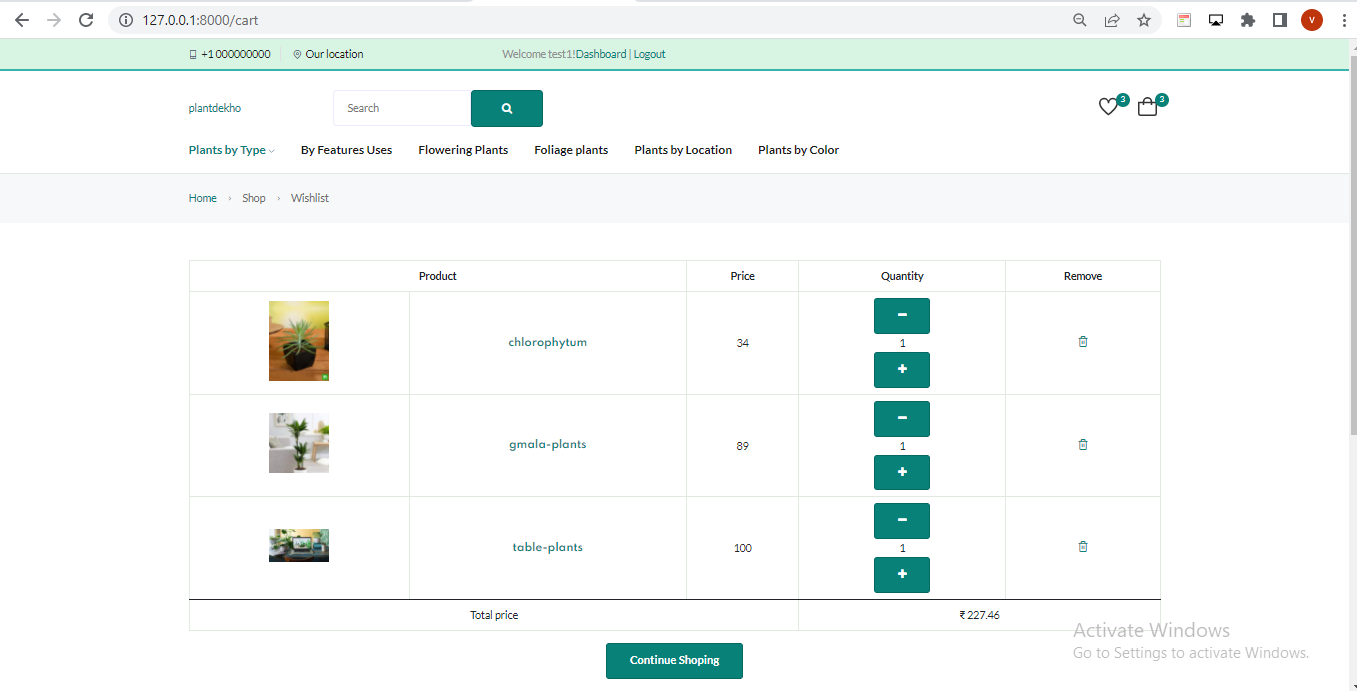 127.0.0.1:8000/cart
V
+1 000000000 Our location Welcome test1!Dashboard | Logout
plantdekho Search 3 3
Plants by Type By Features Uses Flowering Plants Foliage plants Plants by Location Plants by Color
Home › Shop › Wishlist
Product Price Quantity Remove
chlorophytum 34 − 1 +
gmala-plants 89 − 1 +
table-plants 100 − 1 +
Total price ₹ 227.46
Continue Shoping
Activate Windows
Go to Settings to activate Windows.